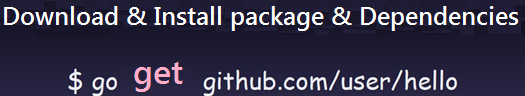 Download & Install package & Dependencies
$ go get github.com/user/hello